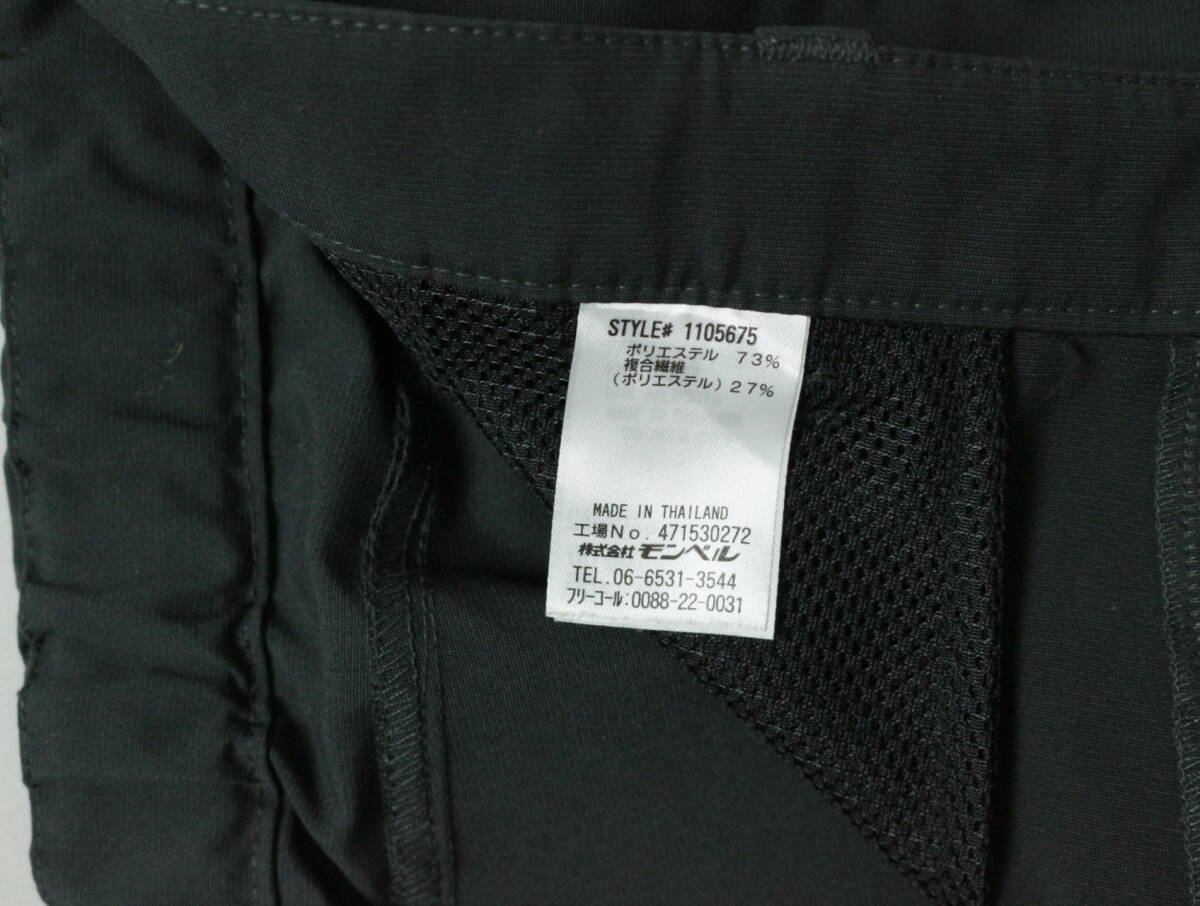 STYLE# 1105675
ポリエステル 73%
複合繊維
(ポリエステル)27%
MADE IN THAILAND
工場No. 471530272
株式会社 モンベル
TEL.06-6531-3544
フリーコール:0088-22-0031